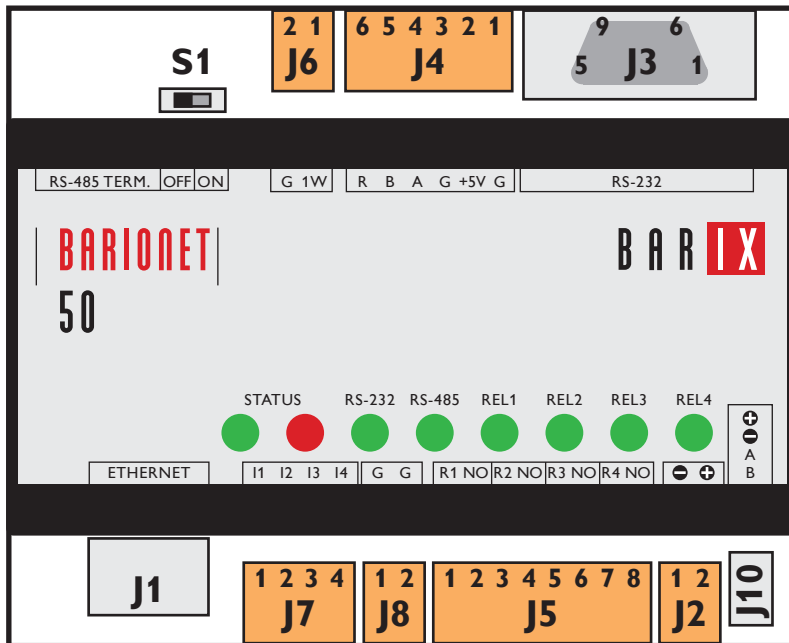 2 1 6 5 4 3 2 1 9 6
S1 J6 J4 5 J3 1
RS-485 TERM. OFF ON G 1W R B A G +5V G RS-232
BARIONET BARIX
50
STATUS RS-232 RS-485 REL1 REL2 REL3 REL4
+
-
A
B
ETHERNET I1 I2 I3 I4 G G R1 NO R2 NO R3 NO R4 NO - +
1 2 3 4 1 2 1 2 3 4 5 6 7 8 1 2
J1 J7 J8 J5 J2 J10